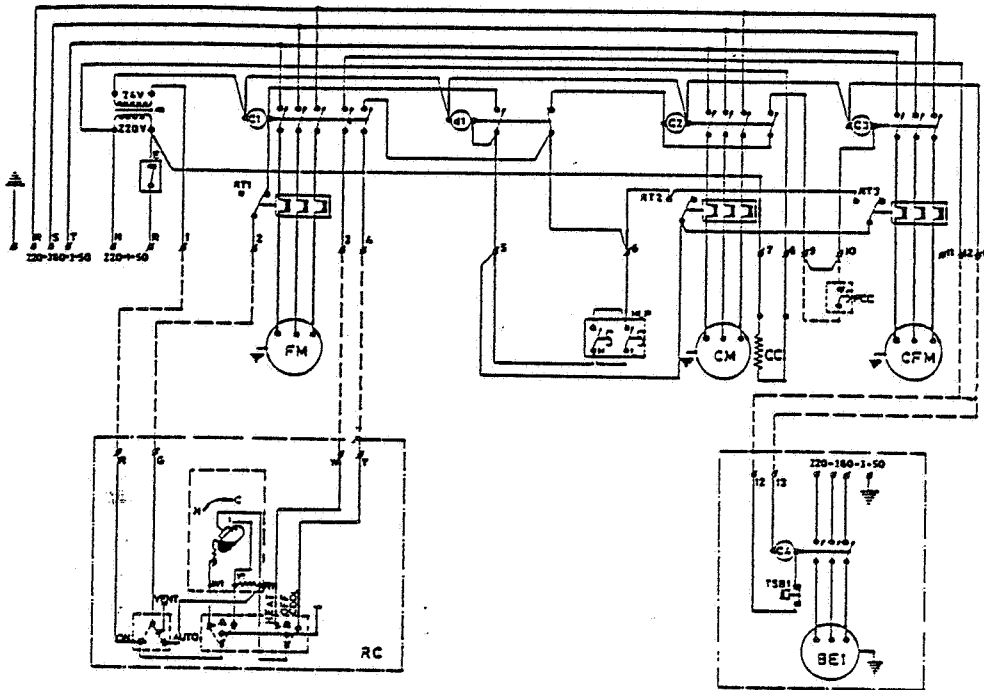 24V
220V
C1
d1
C2
C3
RT1
RT2
RT3
R S T
N R 1
220-380-3-50
220-1-50
2 3 4
5 6
7 8 9 10
11 12
FM
CM
CC
CFM
R G W Y
VENT
ON
AUTO
HEAT
OFF
COOL
RC
220-380-3-50
12 13
C4
TSB1
BE1